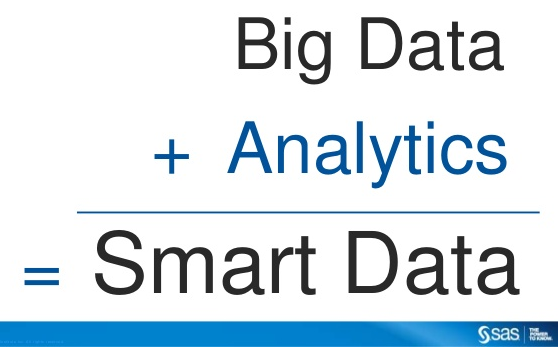 Big Data
+ Analytics
= Smart Data
sas
THE
POWER
TO KNOW.